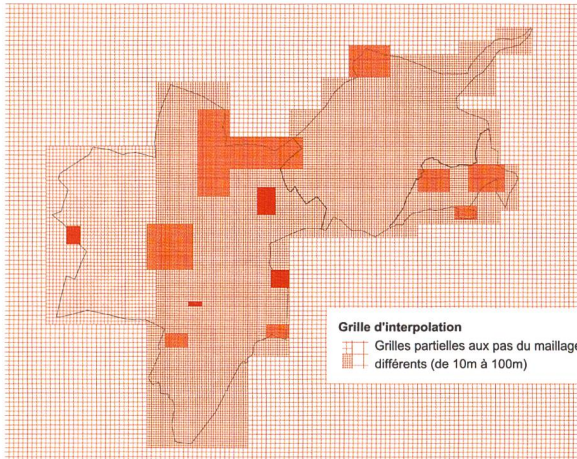 Grille d'interpolation
Grilles partielles aux pas du maillage
différents (de 10m à 100m)